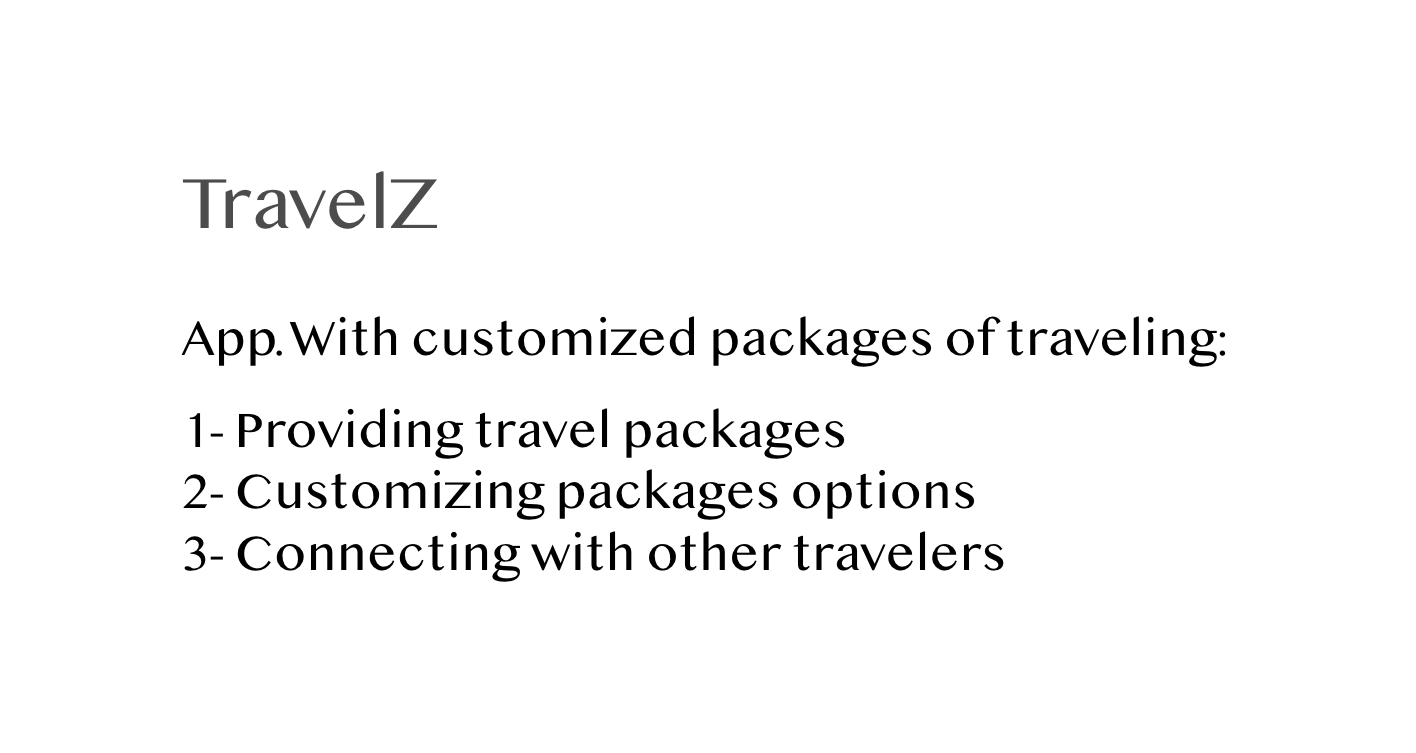 TravelZ
App. With customized packages of traveling:
1- Providing travel packages
2- Customizing packages options
3- Connecting with other travelers